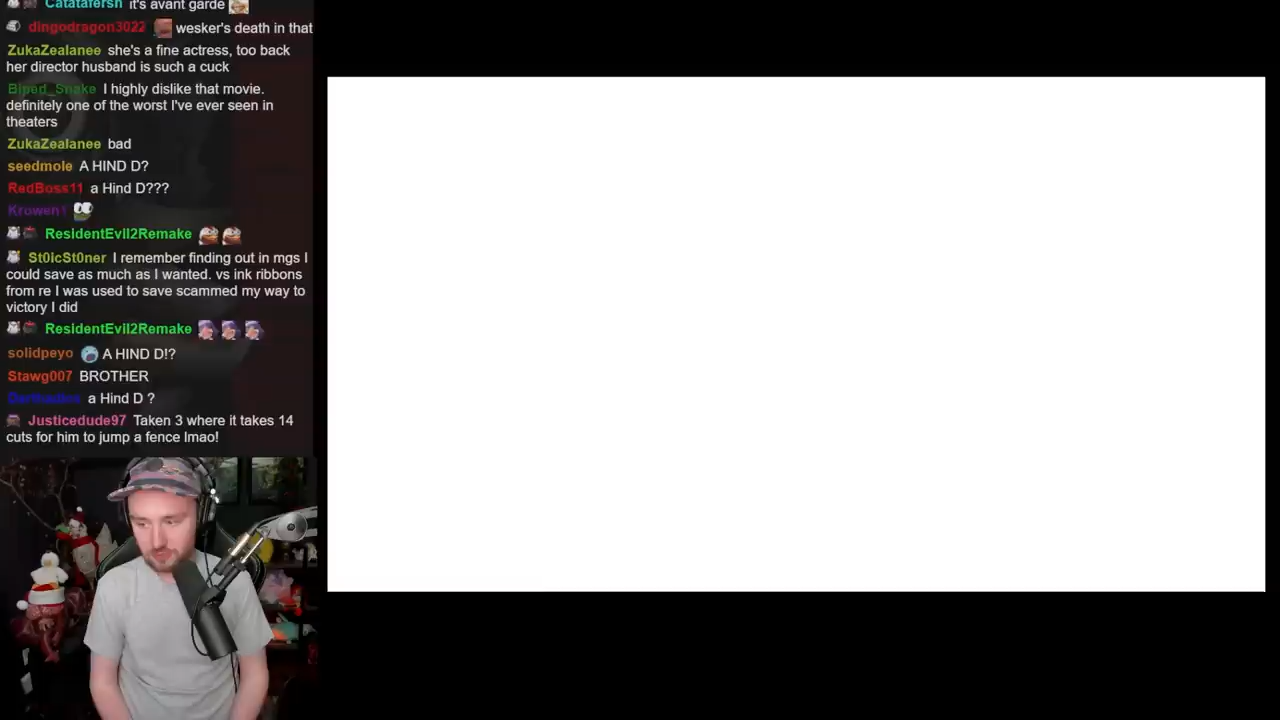 Catatafersh it's avant garde
dingodragon3022 wesker's death in that
ZukaZealanee she's a fine actress, too back
her director husband is such a cuck
Biped_Snake I highly dislike that movie.
definitely one of the worst I've ever seen in
theaters
ZukaZealanee bad
seedmole A HIND D?
RedBoss11 a Hind D???
Krowen1
ResidentEvil2Remake
St0icSt0ner I remember finding out in mgs I
could save as much as I wanted. vs ink ribbons
from re I was used to save scammed my way to
victory I did
ResidentEvil2Remake
solidpeyo A HIND D!?
Stawg007 BROTHER
a Hind D ?
Justicedude97 Taken 3 where it takes 14
cuts for him to jump a fence lmao!